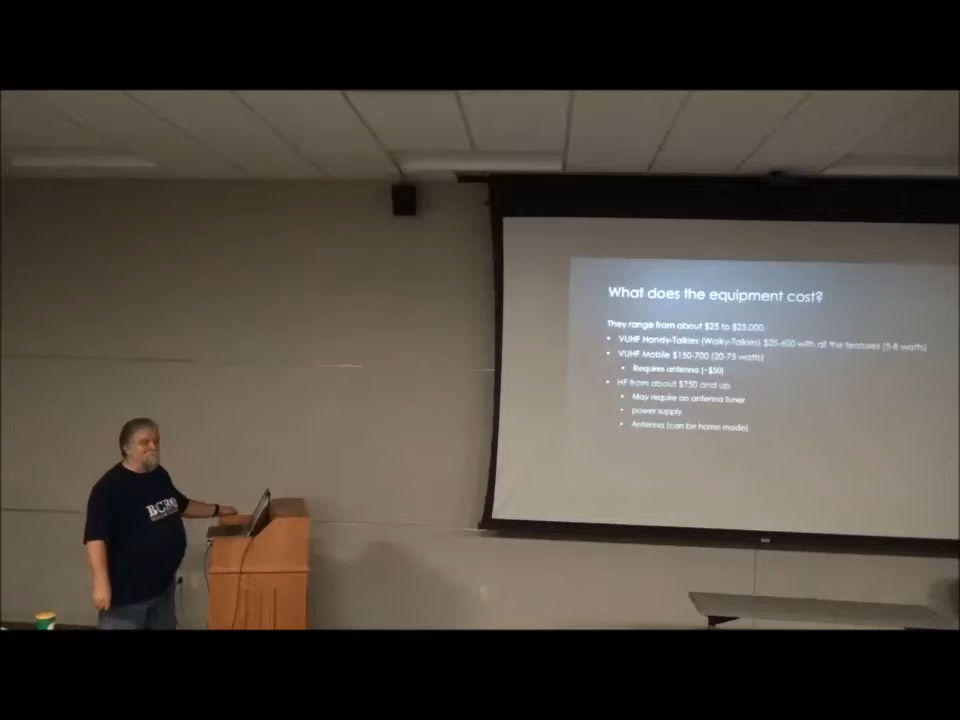 What does the equipment cost?
They range from about $25 to $25,000.
• VUHF Handy-Talkies (Walky-Talkies) $25-600 with all the features (5-8 watts)
• VUHF Mobile $150-700 (20-75 watts)
• Requires antenna (~$50)
• HF from about $750 and up.
• May require an antenna tuner
• power supply
• Antenna (can be home made)